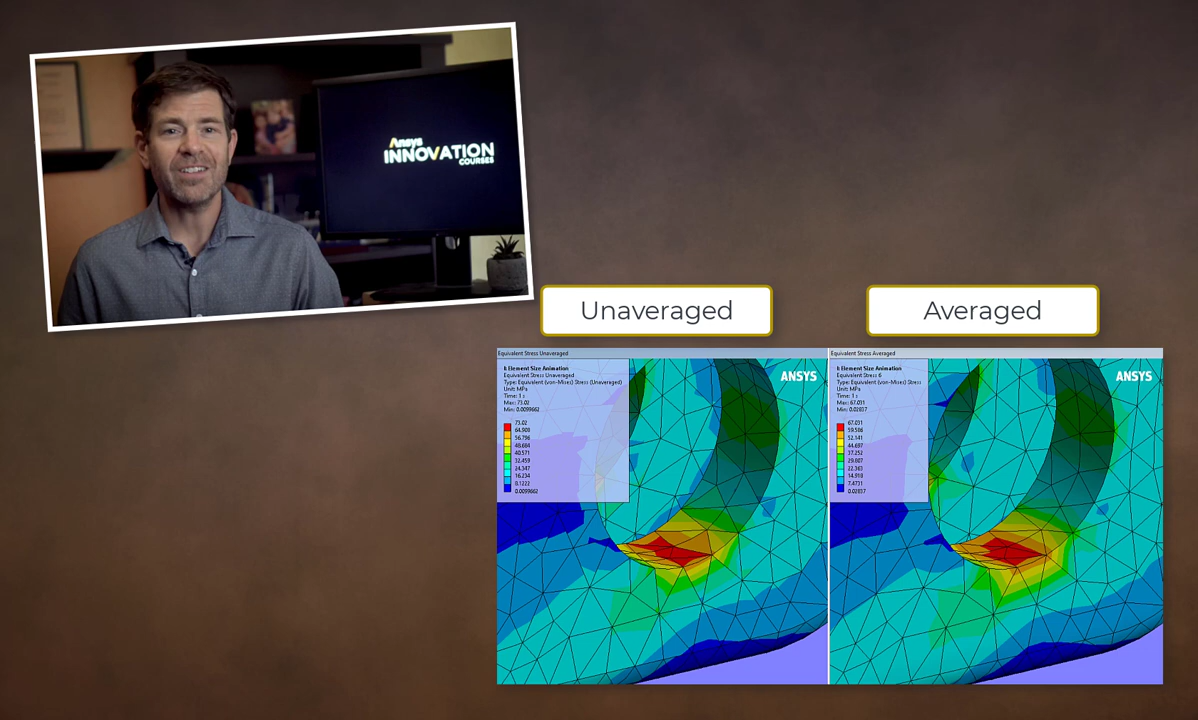 Ansys
INNOVATION
COURSES
Unaveraged
Averaged
Equivalent Stress Unaveraged
ANSYS
I: Element Size Animation
Equivalent Stress Unaveraged
Type: Equivalent (von-Mises) Stress (Unaveraged)
Unit: MPa
Time: 1 s
Max: 73.02
Min: 0.0099662
73.02
64.908
56.796
48.684
40.571
32.459
24.347
16.234
8.1222
0.0099662
Equivalent Stress Averaged
ANSYS
I: Element Size Animation
Equivalent Stress 6
Type: Equivalent (von-Mises) Stress
Unit: MPa
Time: 1 s
Max: 67.031
Min: 0.02837
67.031
59.586
52.141
44.697
37.252
29.807
22.363
14.918
7.4731
0.02837